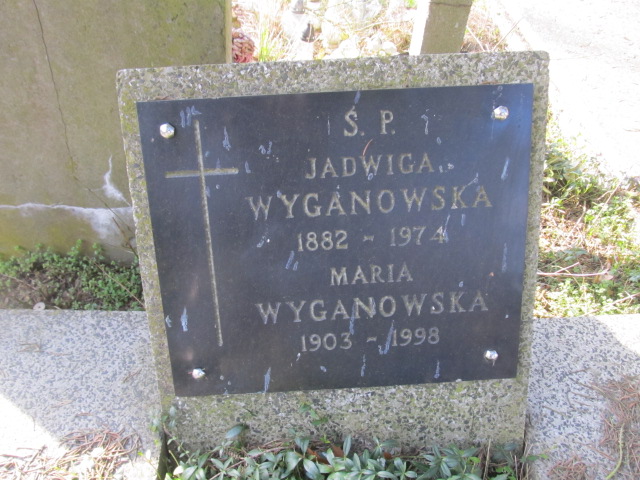 Ś. P.
JADWIGA
WYGANOWSKA
1882 - 1974
MARIA
WYGANOWSKA
1903 - 1998